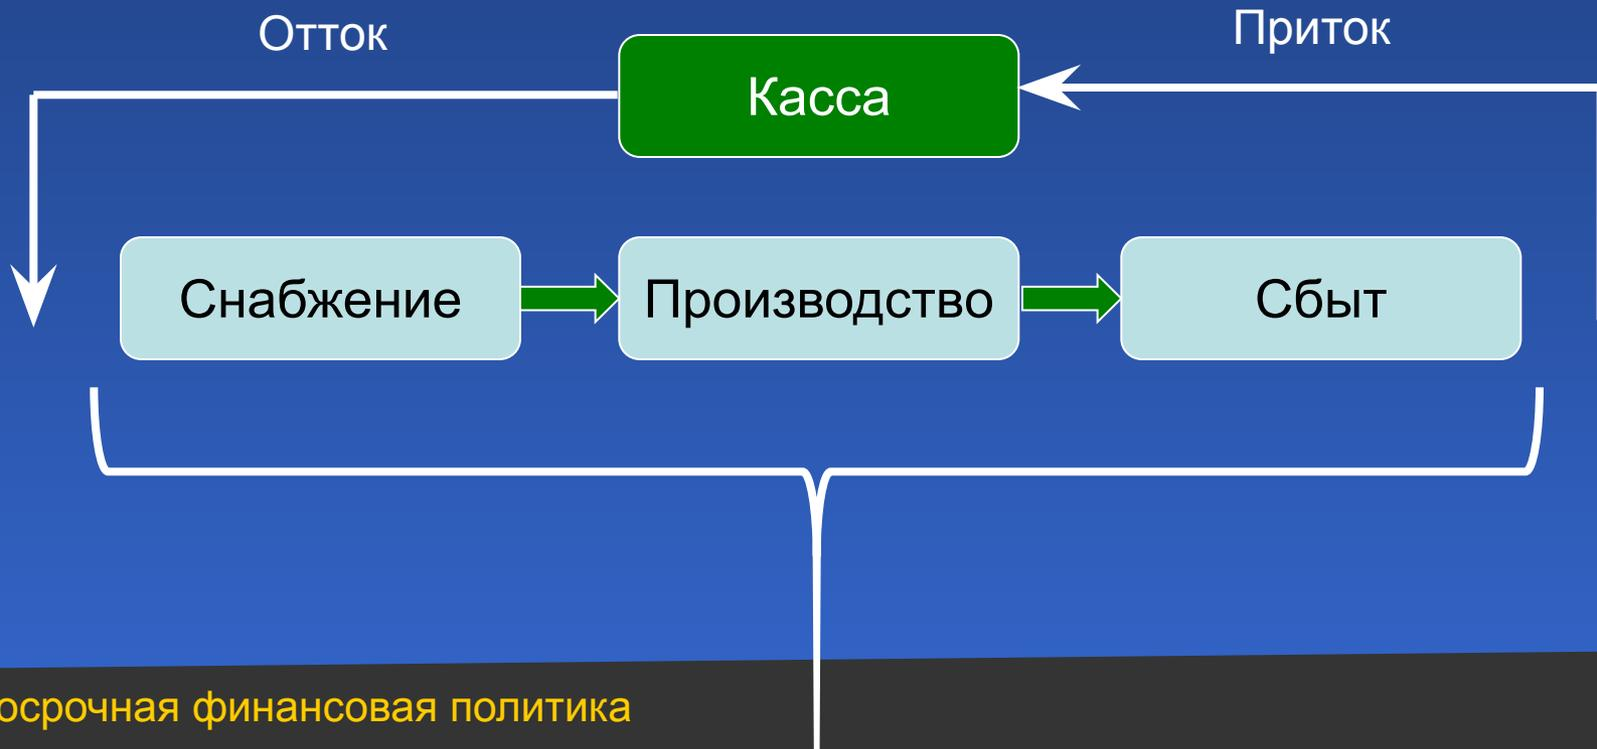 Отток
Приток
Касса
Снабжение
Производство
Сбыт
осрочная финансовая политика